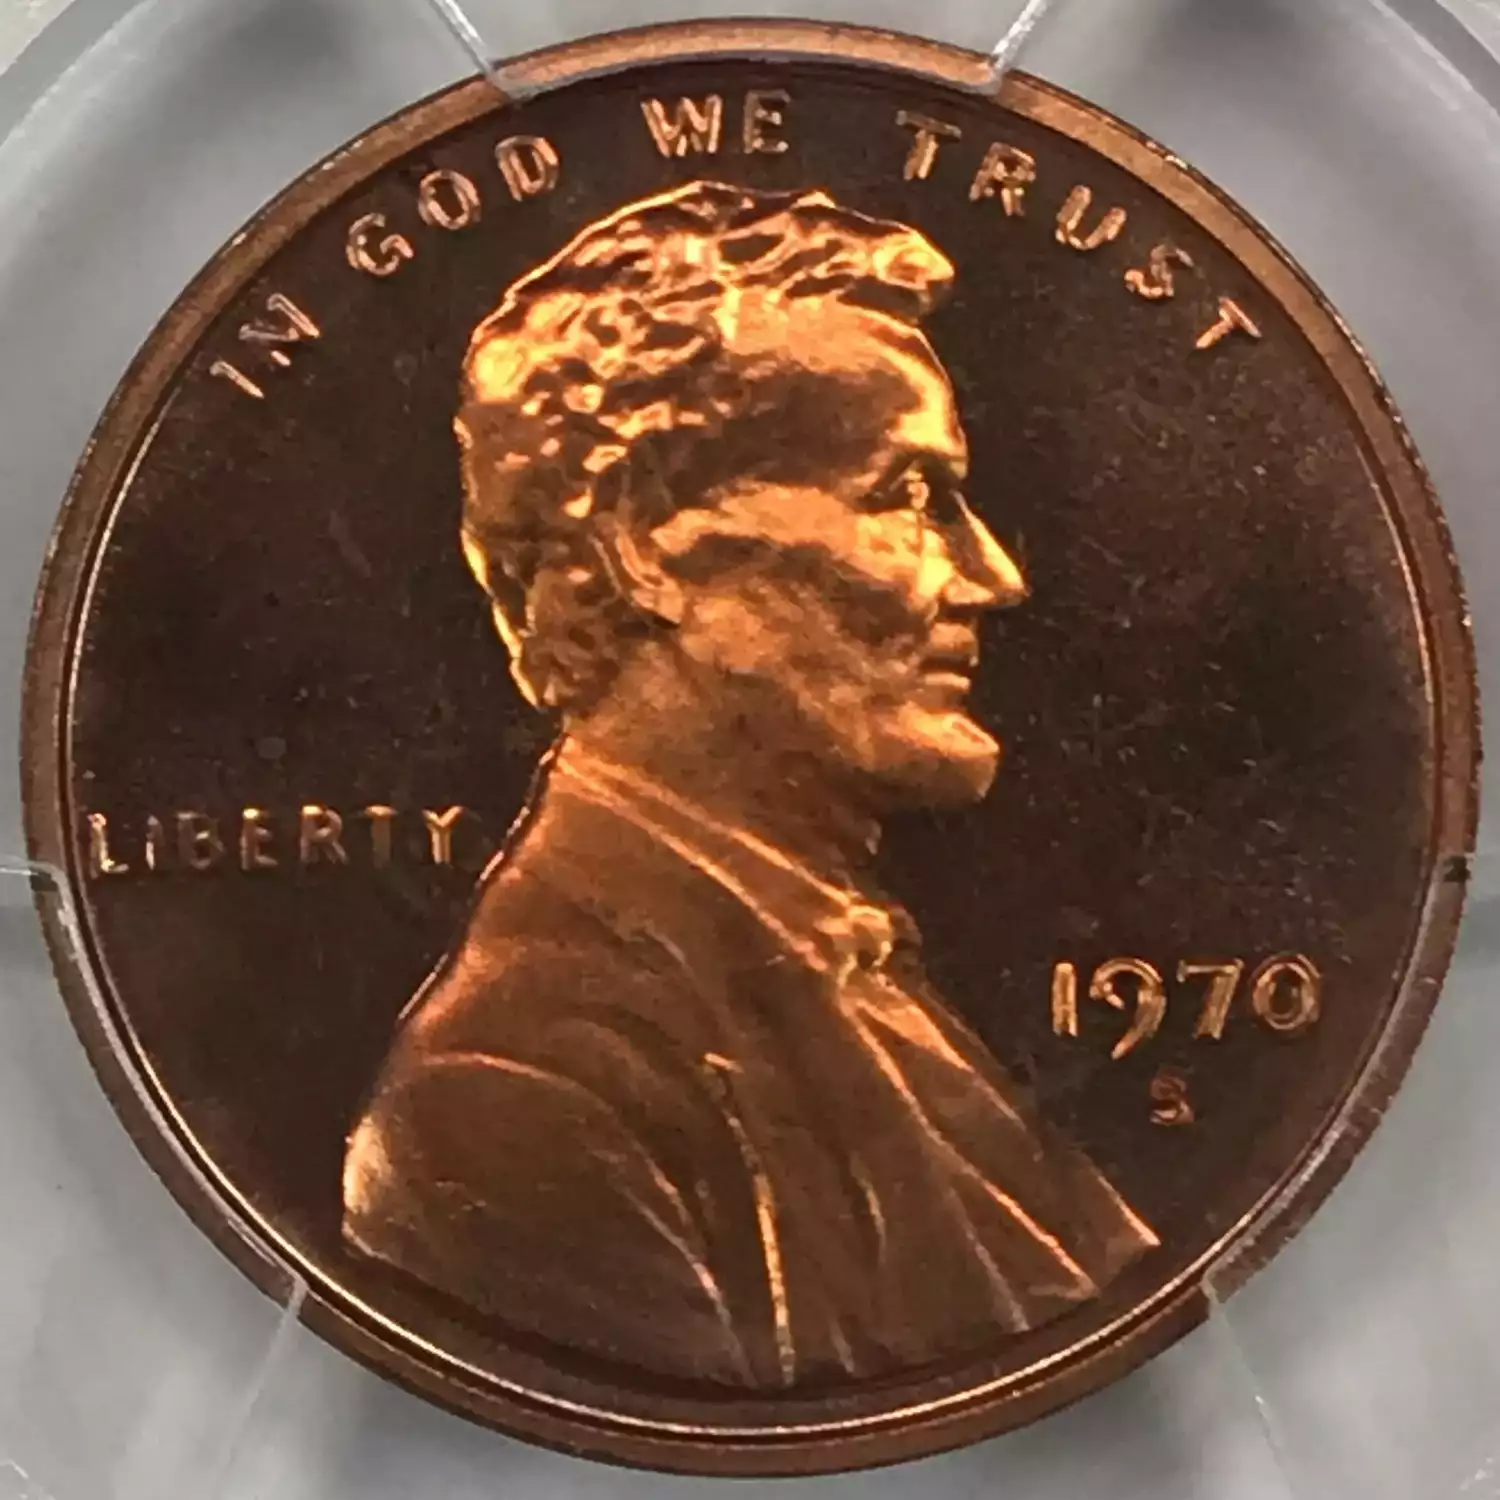 IN GOD WE TRUST
LIBERTY
1970
S